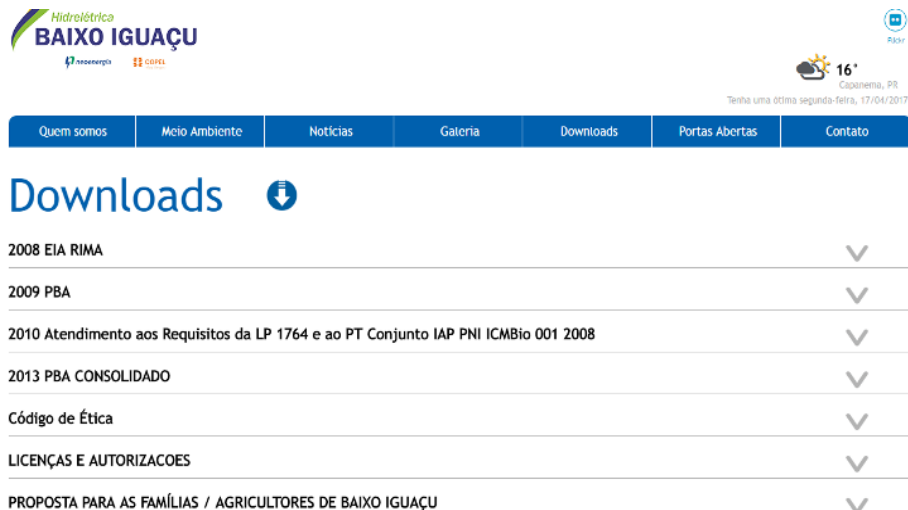 Hidrelétrica
BAIXO IGUAÇU
neoenergia COPEL
Flickr
16°
Capanema, PR
Tenha uma ótima segunda-feira, 17/04/2017
Quem somos Meio Ambiente Notícias Galeria Downloads Portas Abertas Contato
Downloads
2008 EIA RIMA
2009 PBA
2010 Atendimento aos Requisitos da LP 1764 e ao PT Conjunto IAP PNI ICMBio 001 2008
2013 PBA CONSOLIDADO
Código de Ética
LICENÇAS E AUTORIZACOES
PROPOSTA PARA AS FAMÍLIAS / AGRICULTORES DE BAIXO IGUAÇU